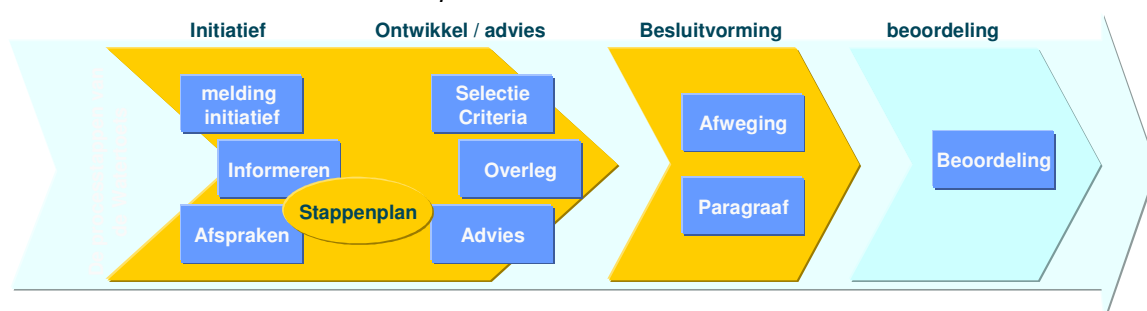 Initiatief
Ontwikkel / advies
Besluitvorming
beoordeling
melding
initiatief
Informeren
Afspraken
Stappenplan
Selectie
Criteria
Overleg
Advies
Afweging
Paragraaf
Beoordeling